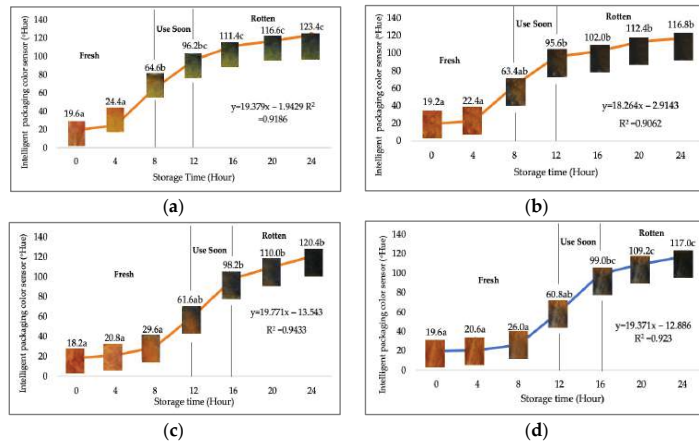 Use Soon Rotten
Fresh
Intelligent packaging color sensor (°Hue)
140
120
100
80
60
40
20
0
19.6a
24.4a
64.6b
96.2bc
111.4c
116.6c
123.4c
y=19.379x – 1.9429 R²
=0.9186
0 4 8 12 16 20 24
Storage Time (Hour)
(a)
Use Soon Rotten
Fresh
Intelligent packaging color sensor (°Hue)
140
120
100
80
60
40
20
0
19.2a
22.4a
63.4ab
95.6b
102.0b
112.4b
116.8b
y=18.264x – 2.9143
R² =0.9062
0 4 8 12 16 20 24
Storage time (Hour)
(b)
Rotten
Use Soon
Fresh
Intelligent packaging color sensor (°Hue)
140
120
100
80
60
40
20
0
18.2a
20.8a
29.6a
61.6ab
98.2b
110.0b
120.4b
y=19.771x – 13.543
R² =0.9433
0 4 8 12 16 20 24
Storage time (Hour)
(c)
Rotten
Use Soon
Fresh
Intelligent packaging color sensor (°Hue)
140
120
100
80
60
40
20
0
19.6a
20.6a
26.0a
60.8ab
99.0bc
109.2c
117.0c
y=19.371x – 12.886
R² =0.923
0 4 8 12 16 20 24
Storage time (Hour)
(d)